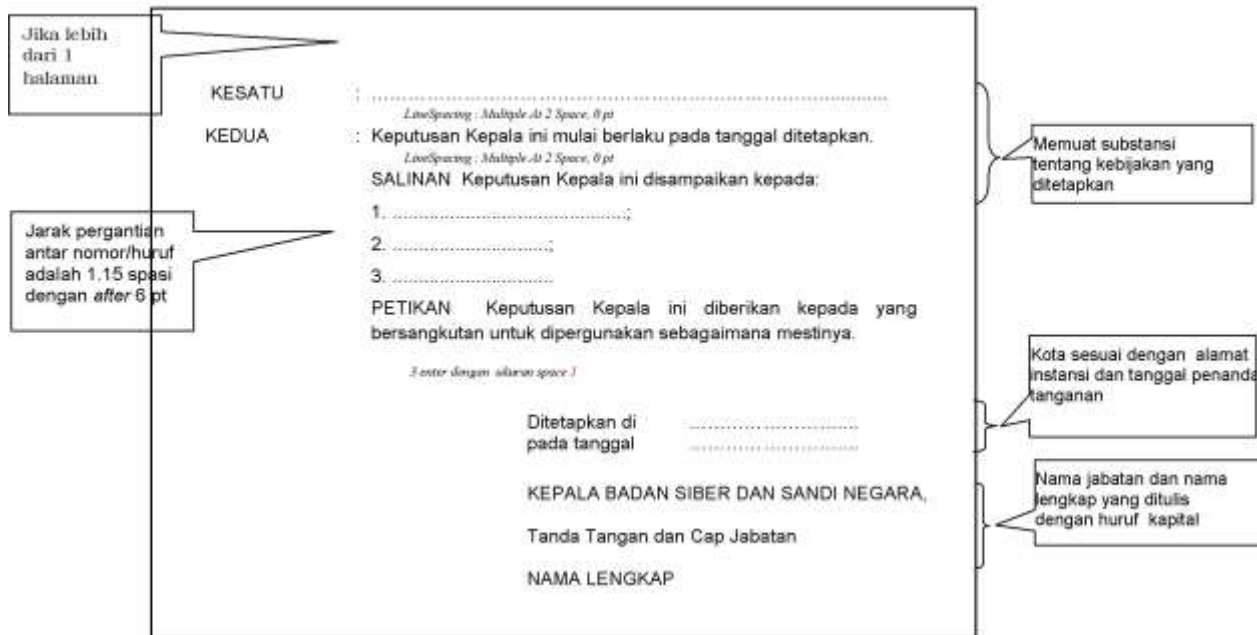 Jika lebih
dari 1
halaman
KESATU : ................................................................................
LineSpacing : Multiple At 2 Space, 0 pt
KEDUA : Keputusan Kepala ini mulai berlaku pada tanggal ditetapkan.
LineSpacing : Multiple At 2 Space, 0 pt
SALINAN Keputusan Kepala ini disampaikan kepada:
1. ..........................................;
2. ............................;
3. ............................
PETIKAN Keputusan Kepala ini diberikan kepada yang
bersangkutan untuk dipergunakan sebagaimana mestinya.
3 enter dengan ukuran space 1
Ditetapkan di ..............................
pada tanggal ..............................
KEPALA BADAN SIBER DAN SANDI NEGARA,
Tanda Tangan dan Cap Jabatan
NAMA LENGKAP
Jarak pergantian
antar nomor/huruf
adalah 1.15 spasi
dengan after 6 pt
Memuat substansi
tentang kebijakan yang
ditetapkan
Kota sesuai dengan alamat
instansi dan tanggal penanda
tanganan
Nama jabatan dan nama
lengkap yang ditulis
dengan huruf kapital